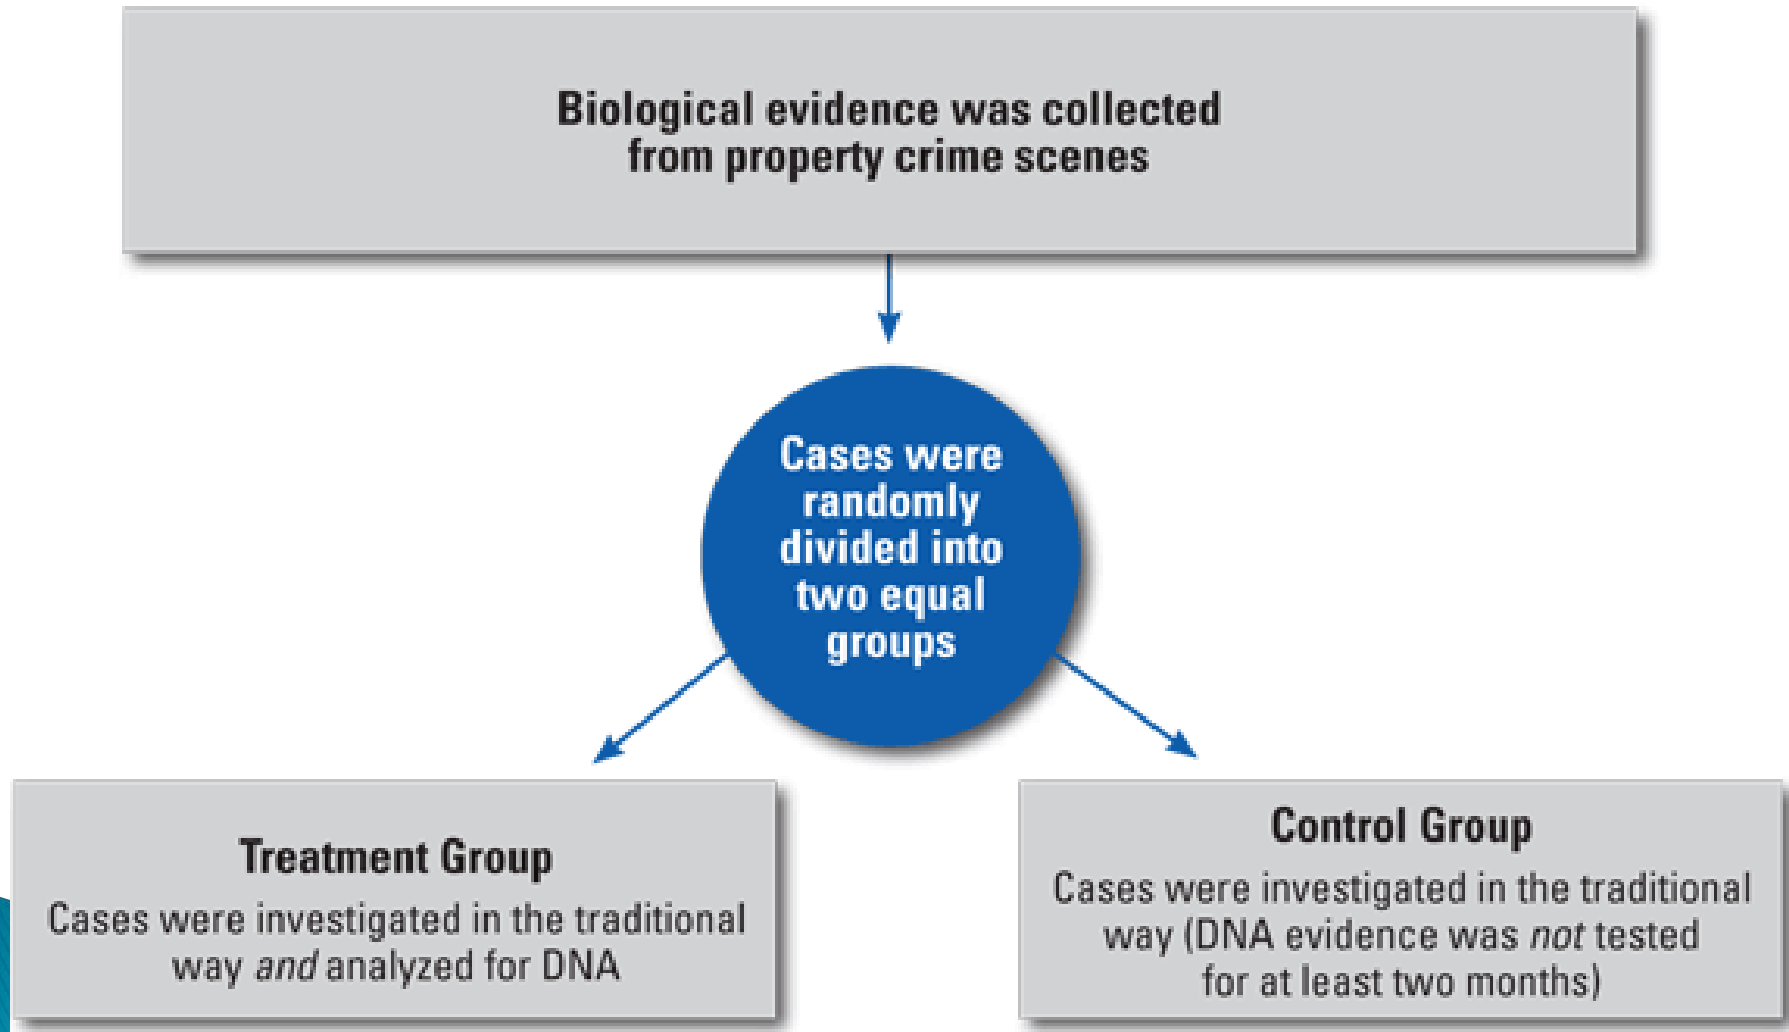 Biological evidence was collected
from property crime scenes
Cases were
randomly
divided into
two equal
groups
Treatment Group
Cases were investigated in the traditional
way and analyzed for DNA
Control Group
Cases were investigated in the traditional
way (DNA evidence was not tested
for at least two months)